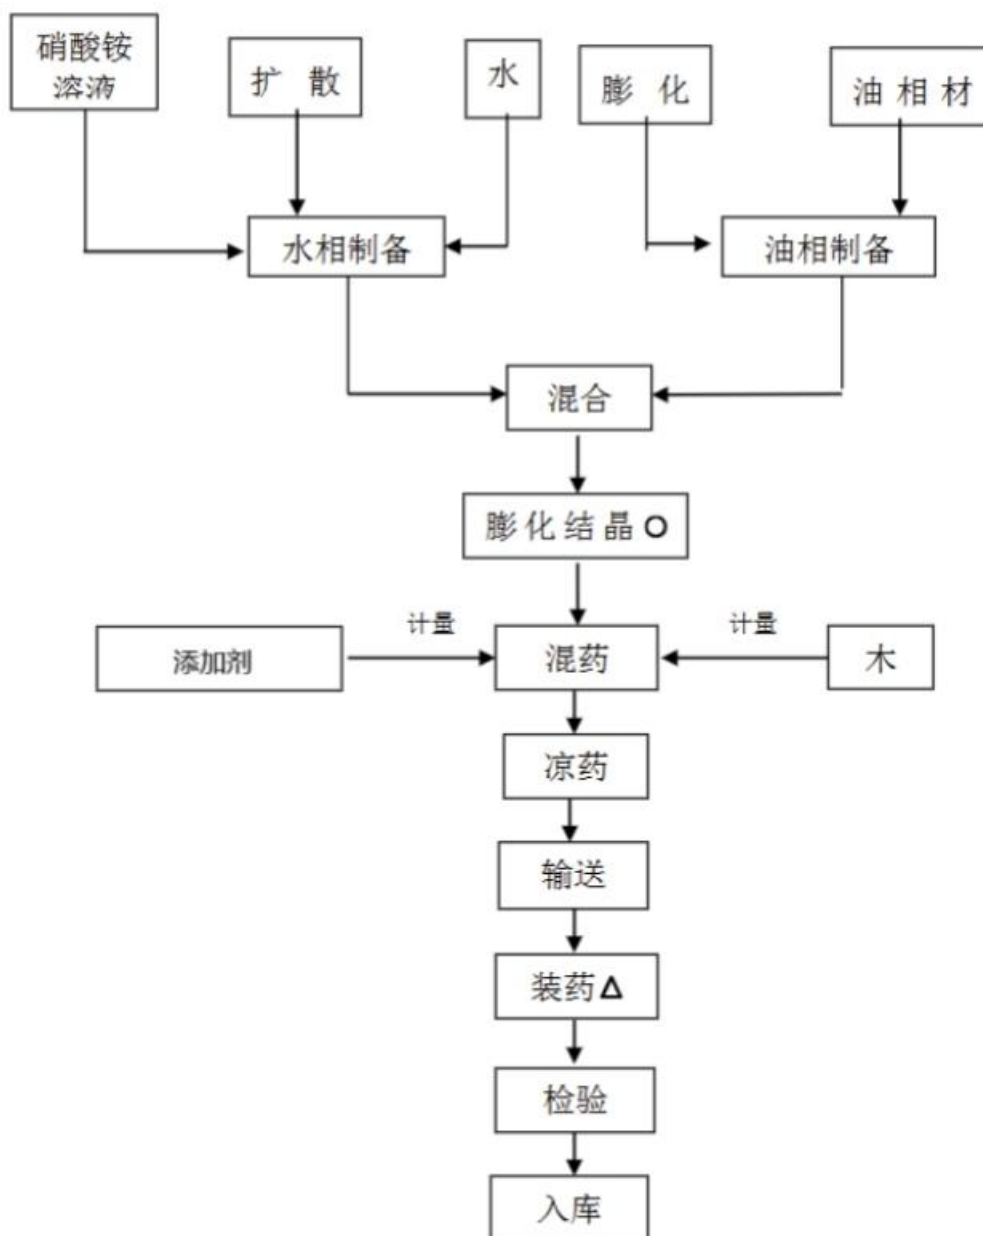 硝酸铵
溶液
扩 散
水
膨 化
油 相 材
水相制备
油相制备
混合
膨化结晶 O
计量
计量
添加剂
混药
木
凉药
输送
装药Δ
检验
入库